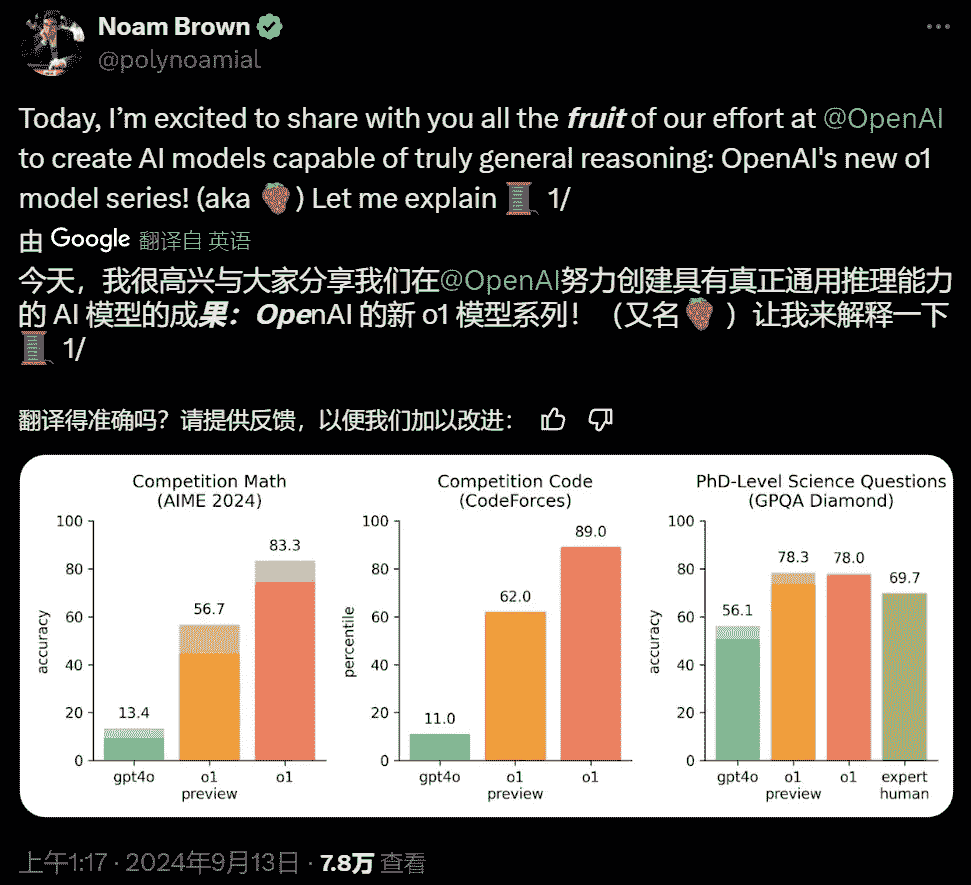 Noam Brown
@polynoamial
Today, I’m excited to share with you all the fruit of our effort at @OpenAI
to create AI models capable of truly general reasoning: OpenAI's new o1
model series! (aka 🍓) Let me explain 🧵 1/
由 Google 翻译自 英语
今天，我很高兴与大家分享我们在@OpenAI努力创建具有真正通用推理能力
的 AI 模型的成果：OpenAI 的新 o1 模型系列！（又名🍓）让我来解释一下
🧵 1/
翻译得准确吗？请提供反馈，以便我们加以改进：
Competition Math
(AIME 2024)
accuracy
100
80
60
40
20
0
13.4
56.7
83.3
gpt4o
o1
preview
o1
Competition Code
(CodeForces)
percentile
100
80
60
40
20
0
11.0
62.0
89.0
gpt4o
o1
preview
o1
PhD-Level Science Questions
(GPQA Diamond)
accuracy
100
80
60
40
20
0
56.1
78.3
78.0
69.7
gpt4o
o1
preview
o1
expert
human
上午1:17 · 2024年9月13日 · 7.8万 查看